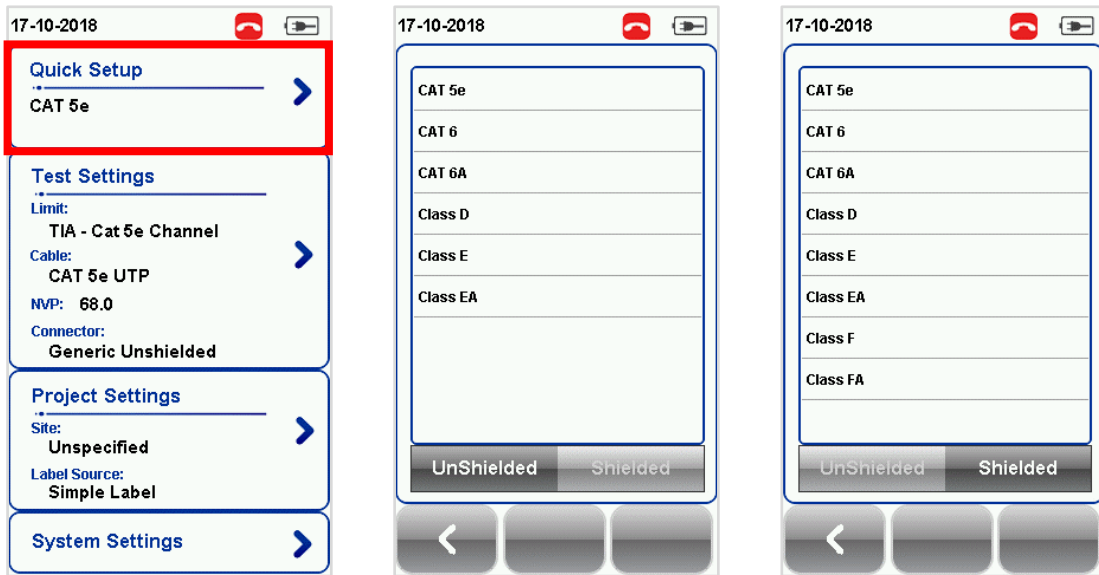 17-10-2018
Quick Setup
CAT 5e
Test Settings
Limit:
TIA - Cat 5e Channel
Cable:
CAT 5e UTP
NVP: 68.0
Connector:
Generic Unshielded
Project Settings
Site:
Unspecified
Label Source:
Simple Label
System Settings
17-10-2018
CAT 5e
CAT 6
CAT 6A
Class D
Class E
Class EA
UnShielded Shielded
17-10-2018
CAT 5e
CAT 6
CAT 6A
Class D
Class E
Class EA
Class F
Class FA
UnShielded Shielded